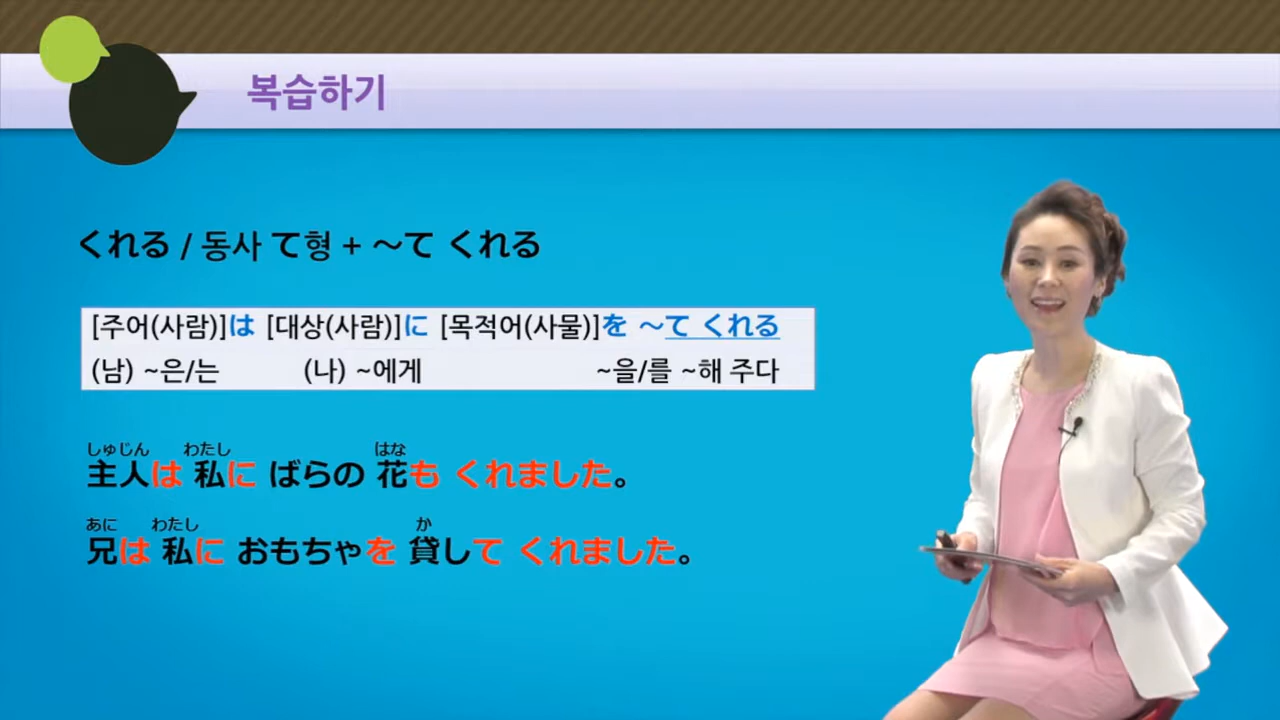 복습하기
くれる / 동사 て형 + ～て くれる
[주어(사람)]は [대상(사람)]に [목적어(사물)]を ～て くれる
(남) ~은/는 (나) ~에게 ~을/를 ~해 주다
しゅじん わたし はな
主人は 私に ばらの 花も くれました。
あに わたし か
兄は 私に おもちゃを 貸して くれました。